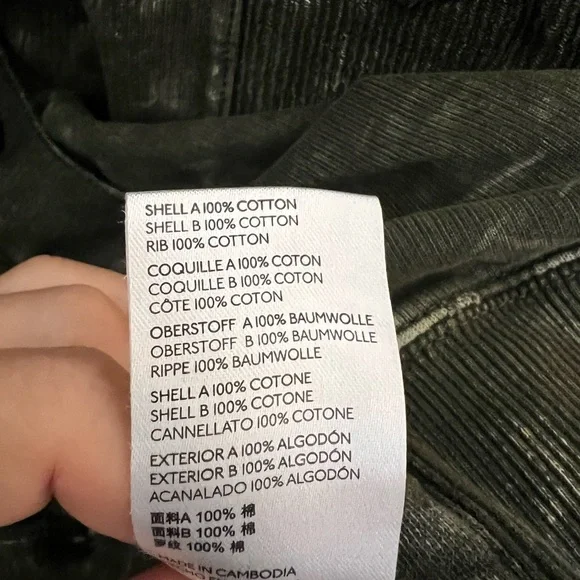 SHELL A 100% COTTON
SHELL B 100% COTTON
RIB 100% COTTON
COQUILLE A 100% COTON
COQUILLE B 100% COTON
CÔTE 100% COTON
OBERSTOFF A 100% BAUMWOLLE
OBERSTOFF B 100% BAUMWOLLE
RIPPE 100% BAUMWOLLE
SHELL A 100% COTONE
SHELL B 100% COTONE
CANNELLATO 100% COTONE
EXTERIOR A 100% ALGODÓN
EXTERIOR B 100% ALGODÓN
ACANALADO 100% ALGODÓN
面料A 100% 棉
面料B 100% 棉
罗纹 100% 棉
MADE IN CAMBODIA